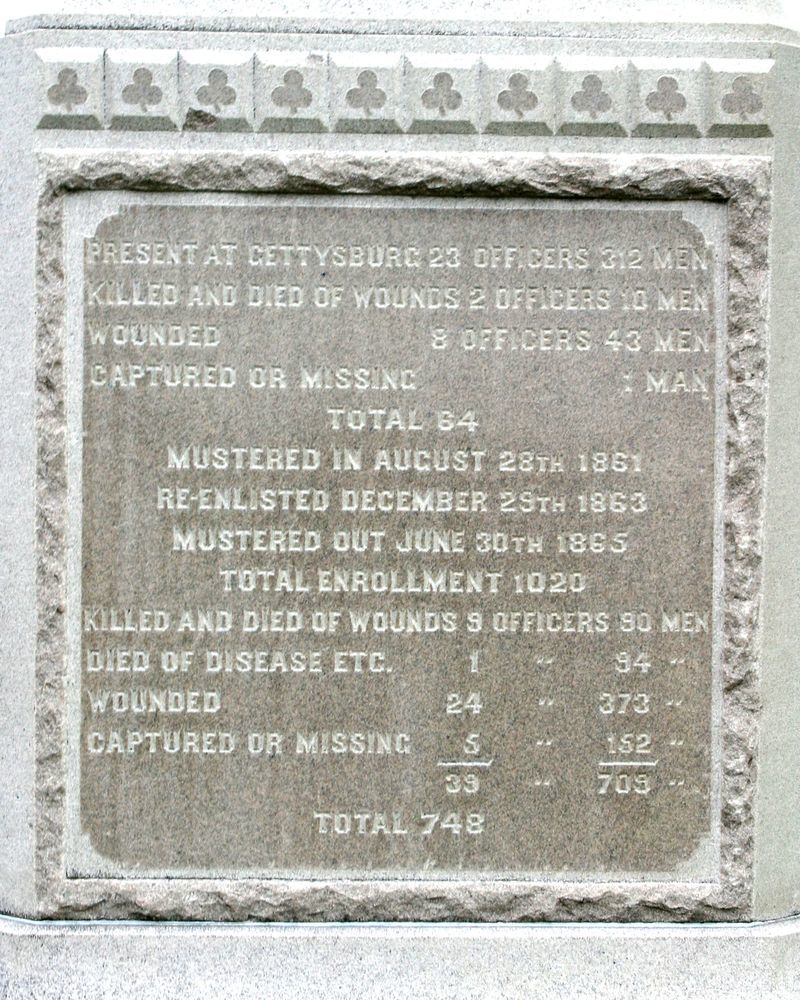 PRESENT AT GETTYSBURG 23 OFFICERS 312 MEN
KILLED AND DIED OF WOUNDS 2 OFFICERS 10 MEN
WOUNDED 8 OFFICERS 43 MEN
CAPTURED OR MISSING 1 MAN
TOTAL 64
MUSTERED IN AUGUST 28TH 1861
RE-ENLISTED DECEMBER 29TH 1863
MUSTERED OUT JUNE 30TH 1865
TOTAL ENROLLMENT 1020
KILLED AND DIED OF WOUNDS 9 OFFICERS 90 MEN
DIED OF DISEASE ETC. 1 " 94 "
WOUNDED 24 " 373 "
CAPTURED OR MISSING 5 " 152 "
39 " 709 "
TOTAL 748